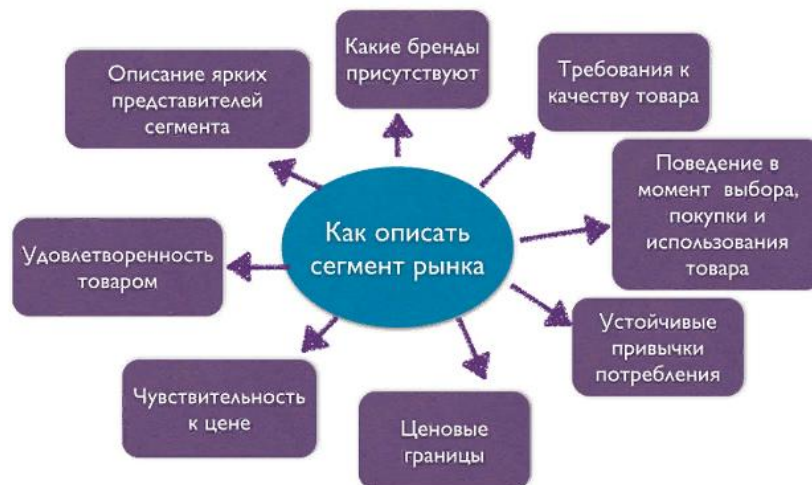 Как описать
сегмент рынка
Какие бренды
присутствуют
Требования к
качеству товара
Поведение в
момент выбора,
покупки и
использования
товара
Устойчивые
привычки
потребления
Ценовые
границы
Чувствительность
к цене
Удовлетворенность
товаром
Описание ярких
представителей
сегмента